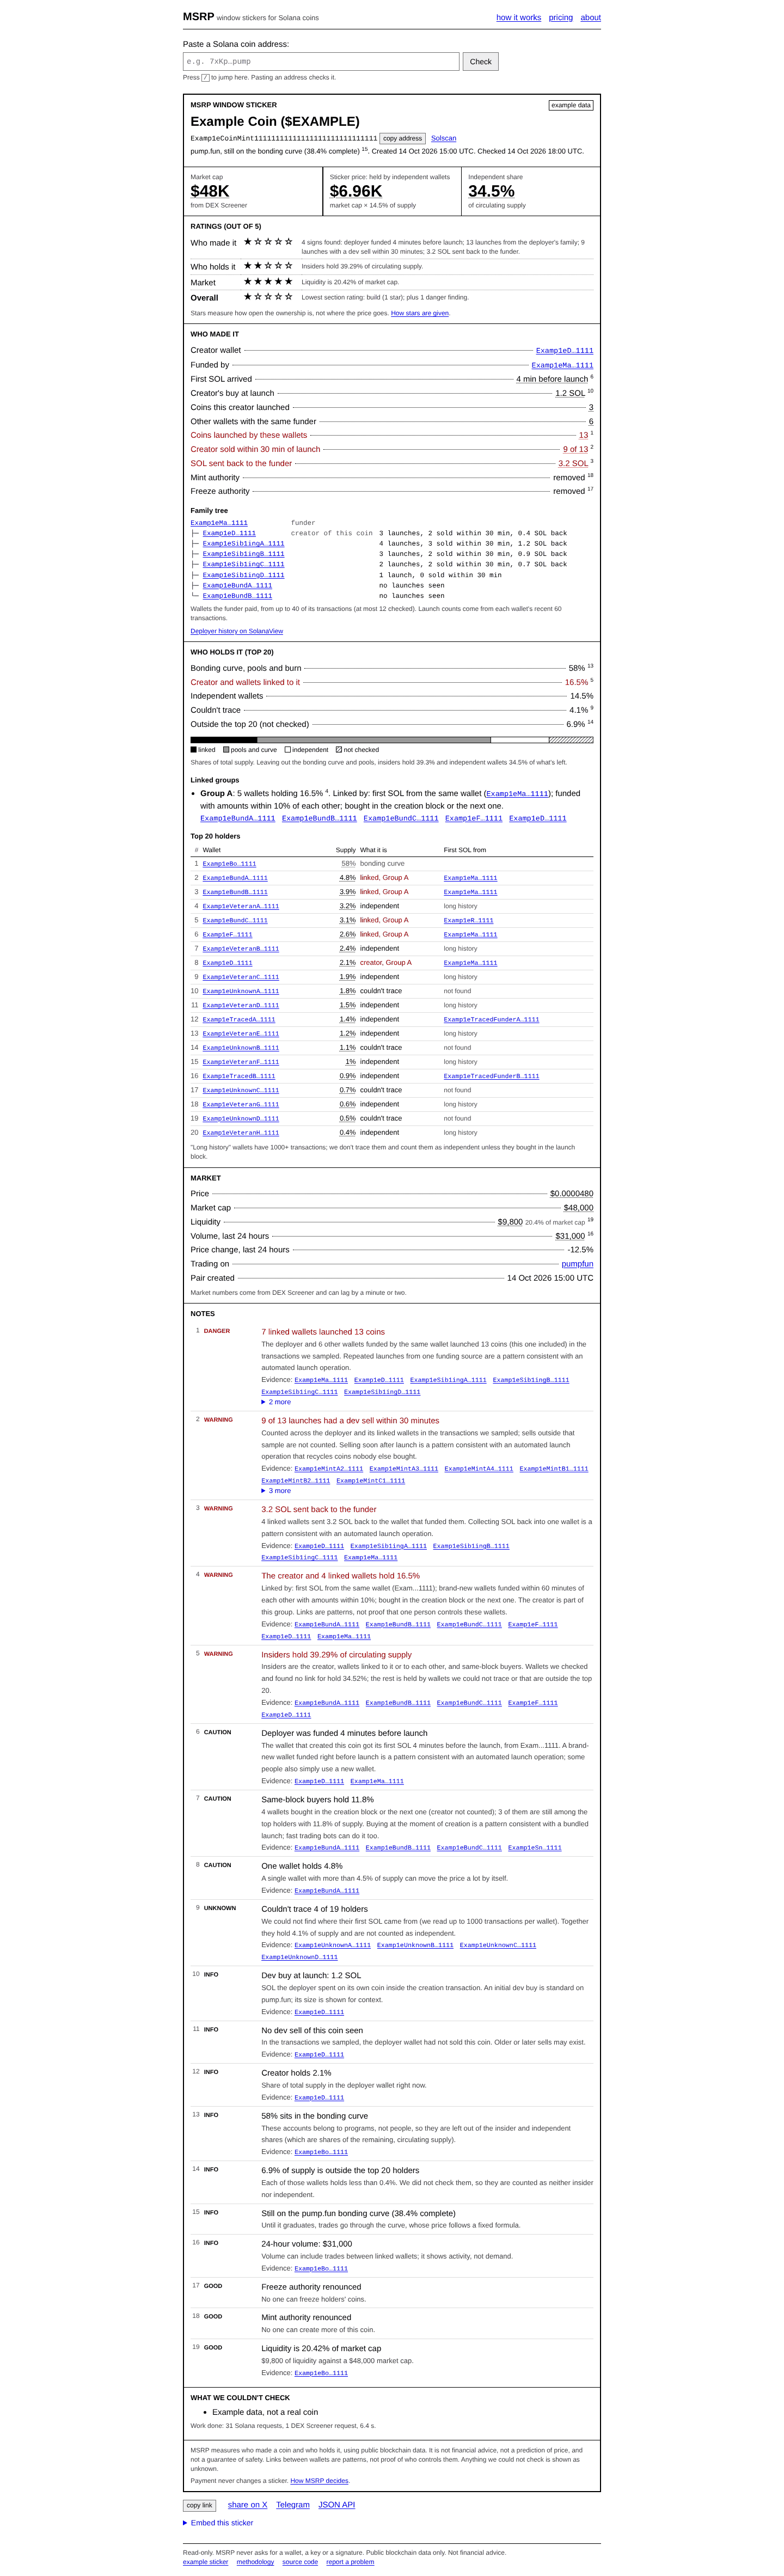 MSRP window stickers for Solana coins
how it works pricing about
Paste a Solana coin address:
e.g. 7xKp…pump Check
Press / to jump here. Pasting an address checks it.
MSRP WINDOW STICKER example data
Example Coin ($EXAMPLE)
Examp1eCoinMint11111111111111111111111111111 copy address Solscan
pump.fun, still on the bonding curve (38.4% complete) 15. Created 14 Oct 2026 15:00 UTC. Checked 14 Oct 2026 18:00 UTC.
Market cap Sticker price: held by independent wallets Independent share
$48K $6.96K 34.5%
from DEX Screener market cap × 14.5% of supply of circulating supply
RATINGS (OUT OF 5)
Who made it ★☆☆☆☆ 4 signs found: deployer funded 4 minutes before launch; 13 launches from the deployer's family; 9
launches with a dev sell within 30 minutes; 3.2 SOL sent back to the funder.
Who holds it ★★☆☆☆ Insiders hold 39.29% of circulating supply.
Market ★★★★★ Liquidity is 20.42% of market cap.
Overall ★☆☆☆☆ Lowest section rating: build (1 star); plus 1 danger finding.
Stars measure how open the ownership is, not where the price goes. How stars are given.
WHO MADE IT
Creator wallet Examp1eD…1111
Funded by Examp1eMa…1111
First SOL arrived 4 min before launch 6
Creator's buy at launch 1.2 SOL 10
Coins this creator launched 3
Other wallets with the same funder 6
Coins launched by these wallets 13 1
Creator sold within 30 min of launch 9 of 13 2
SOL sent back to the funder 3.2 SOL 3
Mint authority removed 18
Freeze authority removed 17
Family tree
Examp1eMa…1111 funder
├─ Examp1eD…1111 creator of this coin 3 launches, 2 sold within 30 min, 0.4 SOL back
├─ Examp1eSib1ingA…1111 4 launches, 3 sold within 30 min, 1.2 SOL back
├─ Examp1eSib1ingB…1111 3 launches, 2 sold within 30 min, 0.9 SOL back
├─ Examp1eSib1ingC…1111 2 launches, 2 sold within 30 min, 0.7 SOL back
├─ Examp1eSib1ingD…1111 1 launch, 0 sold within 30 min
├─ Examp1eBundA…1111 no launches seen
└─ Examp1eBundB…1111 no launches seen
Wallets the funder paid, from up to 40 of its transactions (at most 12 checked). Launch counts come from each wallet's recent 60
transactions.
Deployer history on SolanaView
WHO HOLDS IT (TOP 20)
Bonding curve, pools and burn 58% 13
Creator and wallets linked to it 16.5% 5
Independent wallets 14.5%
Couldn't trace 4.1% 9
Outside the top 20 (not checked) 6.9% 14
linked pools and curve independent not checked
Shares of total supply. Leaving out the bonding curve and pools, insiders hold 39.3% and independent wallets 34.5% of what's left.
Linked groups
• Group A: 5 wallets holding 16.5% 4. Linked by: first SOL from the same wallet (Examp1eMa…1111); funded
with amounts within 10% of each other; bought in the creation block or the next one.
Examp1eBundA…1111 Examp1eBundB…1111 Examp1eBundC…1111 Examp1eF…1111 Examp1eD…1111
Top 20 holders
# Wallet Supply What it is First SOL from
1 Examp1eBo…1111 58% bonding curve
2 Examp1eBundA…1111 4.8% linked, Group A Examp1eMa…1111
3 Examp1eBundB…1111 3.9% linked, Group A Examp1eMa…1111
4 Examp1eVeteranA…1111 3.2% independent long history
5 Examp1eBundC…1111 3.1% linked, Group A Examp1eR…1111
6 Examp1eF…1111 2.6% linked, Group A Examp1eMa…1111
7 Examp1eVeteranB…1111 2.4% independent long history
8 Examp1eD…1111 2.1% creator, Group A Examp1eMa…1111
9 Examp1eVeteranC…1111 1.9% independent long history
10 Examp1eUnknownA…1111 1.8% couldn't trace not found
11 Examp1eVeteranD…1111 1.5% independent long history
12 Examp1eTracedA…1111 1.4% independent Examp1eTracedFunderA…1111
13 Examp1eVeteranE…1111 1.2% independent long history
14 Examp1eUnknownB…1111 1.1% couldn't trace not found
15 Examp1eVeteranF…1111 1% independent long history
16 Examp1eTracedB…1111 0.9% independent Examp1eTracedFunderB…1111
17 Examp1eUnknownC…1111 0.7% couldn't trace not found
18 Examp1eVeteranG…1111 0.6% independent long history
19 Examp1eUnknownD…1111 0.5% couldn't trace not found
20 Examp1eVeteranH…1111 0.4% independent long history
"Long history" wallets have 1000+ transactions; we don't trace them and count them as independent unless they bought in the launch
block.
MARKET
Price $0.0000480
Market cap $48,000
Liquidity $9,800 20.4% of market cap 19
Volume, last 24 hours $31,000 16
Price change, last 24 hours -12.5%
Trading on pumpfun
Pair created 14 Oct 2026 15:00 UTC
Market numbers come from DEX Screener and can lag by a minute or two.
NOTES
1 DANGER 7 linked wallets launched 13 coins
The deployer and 6 other wallets funded by the same wallet launched 13 coins (this one included) in the
transactions we sampled. Repeated launches from one funding source are a pattern consistent with an
automated launch operation.
Evidence: Examp1eMa…1111 Examp1eD…1111 Examp1eSib1ingA…1111 Examp1eSib1ingB…1111
Examp1eSib1ingC…1111 Examp1eSib1ingD…1111
▶ 2 more
2 WARNING 9 of 13 launches had a dev sell within 30 minutes
Counted across the deployer and its linked wallets in the transactions we sampled; sells outside that
sample are not counted. Selling soon after launch is a pattern consistent with an automated launch
operation that recycles coins nobody else bought.
Evidence: Examp1eMintA2…1111 Examp1eMintA3…1111 Examp1eMintA4…1111 Examp1eMintB1…1111
Examp1eMintB2…1111 Examp1eMintC1…1111
▶ 3 more
3 WARNING 3.2 SOL sent back to the funder
4 linked wallets sent 3.2 SOL back to the wallet that funded them. Collecting SOL back into one wallet is a
pattern consistent with an automated launch operation.
Evidence: Examp1eD…1111 Examp1eSib1ingA…1111 Examp1eSib1ingB…1111
Examp1eSib1ingC…1111 Examp1eMa…1111
4 WARNING The creator and 4 linked wallets hold 16.5%
Linked by: first SOL from the same wallet (Exam...1111); brand-new wallets funded within 60 minutes of
each other with amounts within 10%; bought in the creation block or the next one. The creator is part of
this group. Links are patterns, not proof that one person controls these wallets.
Evidence: Examp1eBundA…1111 Examp1eBundB…1111 Examp1eBundC…1111 Examp1eF…1111
Examp1eD…1111 Examp1eMa…1111
5 WARNING Insiders hold 39.29% of circulating supply
Insiders are the creator, wallets linked to it or to each other, and same-block buyers. Wallets we checked
and found no link for hold 34.52%; the rest is held by wallets we could not trace or that are outside the top
20.
Evidence: Examp1eBundA…1111 Examp1eBundB…1111 Examp1eBundC…1111 Examp1eF…1111
Examp1eD…1111
6 CAUTION Deployer was funded 4 minutes before launch
The wallet that created this coin got its first SOL 4 minutes before the launch, from Exam...1111. A brand-
new wallet funded right before launch is a pattern consistent with an automated launch operation; some
people also simply use a new wallet.
Evidence: Examp1eD…1111 Examp1eMa…1111
7 CAUTION Same-block buyers hold 11.8%
4 wallets bought in the creation block or the next one (creator not counted); 3 of them are still among the
top holders with 11.8% of supply. Buying at the moment of creation is a pattern consistent with a bundled
launch; fast trading bots can do it too.
Evidence: Examp1eBundA…1111 Examp1eBundB…1111 Examp1eBundC…1111 Examp1eSn…1111
8 CAUTION One wallet holds 4.8%
A single wallet with more than 4.5% of supply can move the price a lot by itself.
Evidence: Examp1eBundA…1111
9 UNKNOWN Couldn't trace 4 of 19 holders
We could not find where their first SOL came from (we read up to 1000 transactions per wallet). Together
they hold 4.1% of supply and are not counted as independent.
Evidence: Examp1eUnknownA…1111 Examp1eUnknownB…1111 Examp1eUnknownC…1111
Examp1eUnknownD…1111
10 INFO Dev buy at launch: 1.2 SOL
SOL the deployer spent on its own coin inside the creation transaction. An initial dev buy is standard on
pump.fun; its size is shown for context.
Evidence: Examp1eD…1111
11 INFO No dev sell of this coin seen
In the transactions we sampled, the deployer wallet had not sold this coin. Older or later sells may exist.
Evidence: Examp1eD…1111
12 INFO Creator holds 2.1%
Share of total supply in the deployer wallet right now.
Evidence: Examp1eD…1111
13 INFO 58% sits in the bonding curve
These accounts belong to programs, not people, so they are left out of the insider and independent
shares (which are shares of the remaining, circulating supply).
Evidence: Examp1eBo…1111
14 INFO 6.9% of supply is outside the top 20 holders
Each of those wallets holds less than 0.4%. We did not check them, so they are counted as neither insider
nor independent.
15 INFO Still on the pump.fun bonding curve (38.4% complete)
Until it graduates, trades go through the curve, whose price follows a fixed formula.
16 INFO 24-hour volume: $31,000
Volume can include trades between linked wallets; it shows activity, not demand.
Evidence: Examp1eBo…1111
17 GOOD Freeze authority renounced
No one can freeze holders' coins.
18 GOOD Mint authority renounced
No one can create more of this coin.
19 GOOD Liquidity is 20.42% of market cap
$9,800 of liquidity against a $48,000 market cap.
Evidence: Examp1eBo…1111
WHAT WE COULDN'T CHECK
• Example data, not a real coin
Work done: 31 Solana requests, 1 DEX Screener request, 6.4 s.
MSRP measures who made a coin and who holds it, using public blockchain data. It is not financial advice, not a prediction of price, and
not a guarantee of safety. Links between wallets are patterns, not proof of who controls them. Anything we could not check is shown as
unknown.
Payment never changes a sticker. How MSRP decides.
copy link share on X Telegram JSON API
▶ Embed this sticker
Read-only. MSRP never asks for a wallet, a key or a signature. Public blockchain data only. Not financial advice.
example sticker methodology source code report a problem